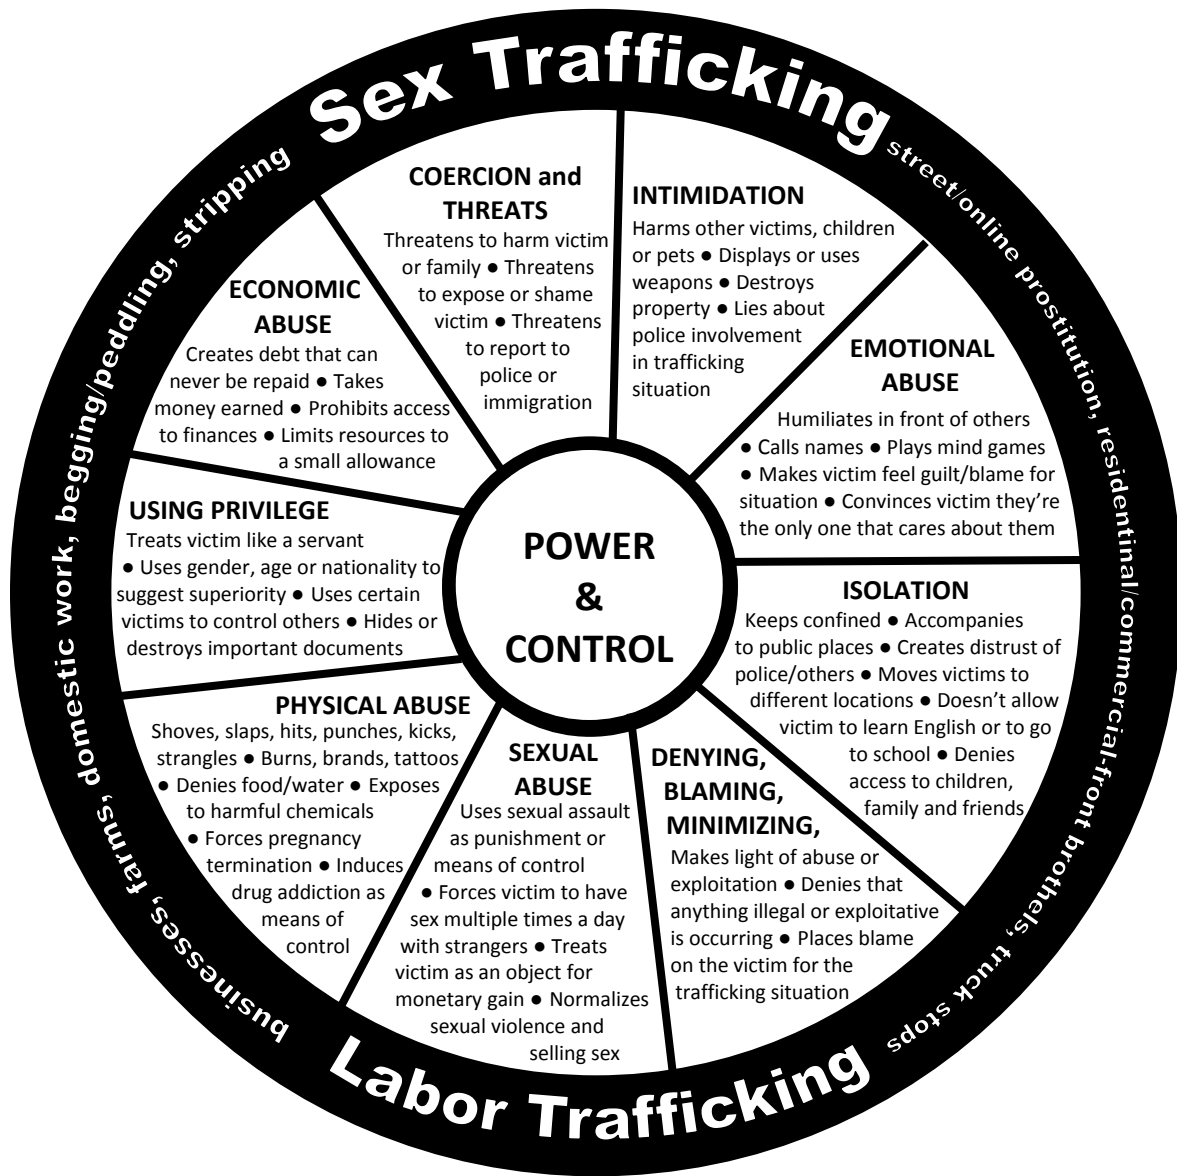 Sex Trafficking
street/online prostitution, residentinal/commercial-front brothels, truck stops
Labor Trafficking
businesses, farms, domestic work, begging/peddling, stripping
POWER
&
CONTROL
COERCION and
THREATS
Threatens to harm victim
or family ● Threatens
to expose or shame
victim ● Threatens
to report to
police or
immigration
INTIMIDATION
Harms other victims, children
or pets ● Displays or uses
weapons ● Destroys
property ● Lies about
police involvement
in trafficking
situation
EMOTIONAL
ABUSE
Humiliates in front of others
● Calls names ● Plays mind games
● Makes victim feel guilt/blame for
situation ● Convinces victim they’re
the only one that cares about them
ISOLATION
Keeps confined ● Accompanies
to public places ● Creates distrust of
police/others ● Moves victims to
different locations ● Doesn’t allow
victim to learn English or to go
to school ● Denies
access to children,
family and friends
DENYING,
BLAMING,
MINIMIZING,
Makes light of abuse or
exploitation ● Denies that
anything illegal or exploitative
is occurring ● Places blame
on the victim for the
trafficking situation
SEXUAL
ABUSE
Uses sexual assault
as punishment or
means of control
● Forces victim to have
sex multiple times a day
with strangers ● Treats
victim as an object for
monetary gain ● Normalizes
sexual violence and
selling sex
PHYSICAL ABUSE
Shoves, slaps, hits, punches, kicks,
strangles ● Burns, brands, tattoos
● Denies food/water ● Exposes
to harmful chemicals
● Forces pregnancy
termination ● Induces
drug addiction as
means of
control
USING PRIVILEGE
Treats victim like a servant
● Uses gender, age or nationality to
suggest superiority ● Uses certain
victims to control others ● Hides or
destroys important documents
ECONOMIC
ABUSE
Creates debt that can
never be repaid ● Takes
money earned ● Prohibits access
to finances ● Limits resources to
a small allowance